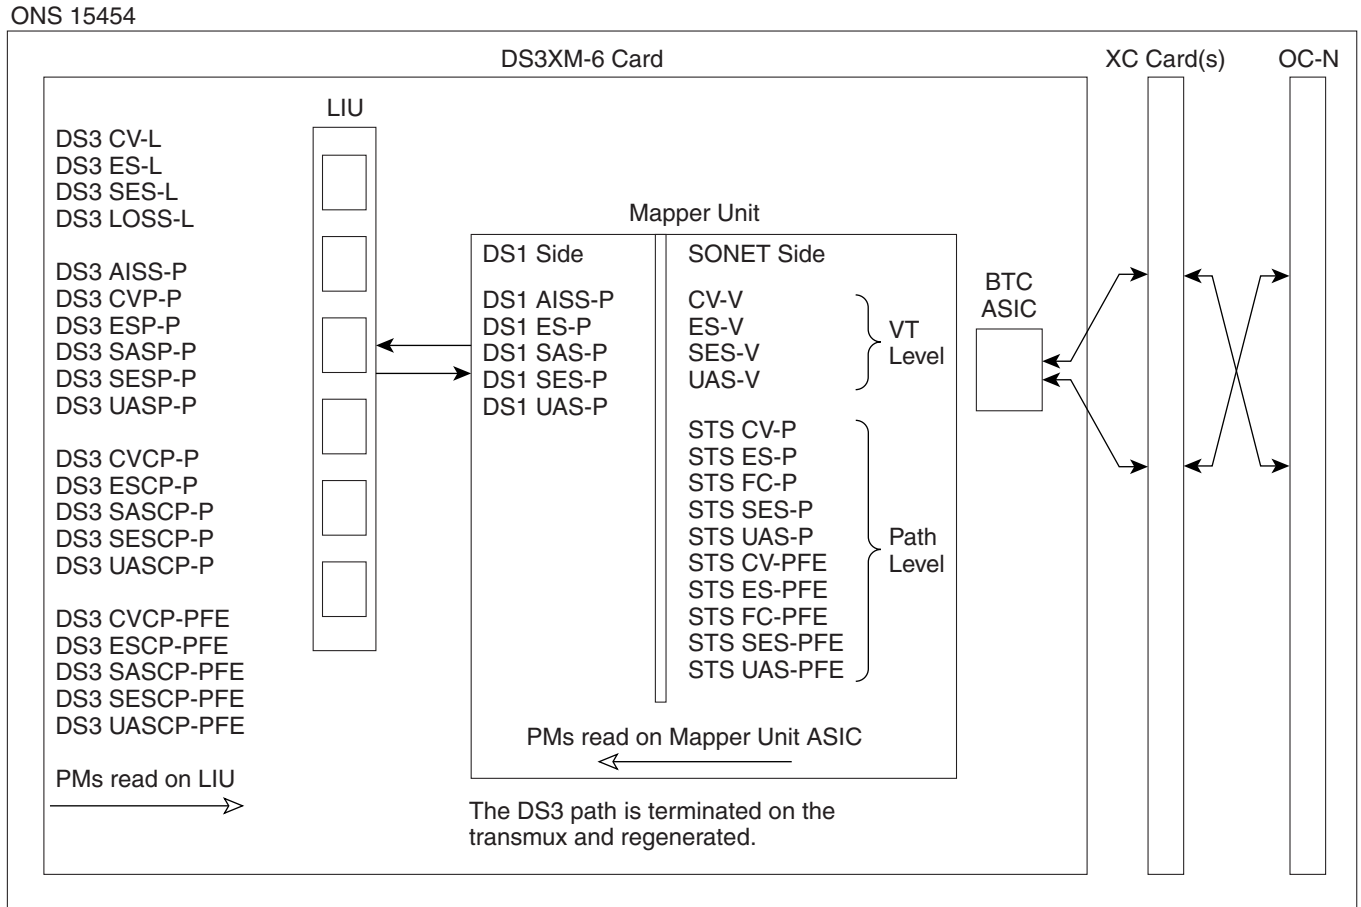 ONS 15454
DS3XM-6 Card
XC Card(s)
OC-N
LIU
DS3 CV-L
DS3 ES-L
DS3 SES-L
DS3 LOSS-L
DS3 AISS-P
DS3 CVP-P
DS3 ESP-P
DS3 SASP-P
DS3 SESP-P
DS3 UASP-P
DS3 CVCP-P
DS3 ESCP-P
DS3 SASCP-P
DS3 SESCP-P
DS3 UASCP-P
DS3 CVCP-PFE
DS3 ESCP-PFE
DS3 SASCP-PFE
DS3 SESCP-PFE
DS3 UASCP-PFE
PMs read on LIU
Mapper Unit
DS1 Side
DS1 AISS-P
DS1 ES-P
DS1 SAS-P
DS1 SES-P
DS1 UAS-P
SONET Side
CV-V
ES-V
SES-V
UAS-V
VT
Level
STS CV-P
STS ES-P
STS FC-P
STS SES-P
STS UAS-P
STS CV-PFE
STS ES-PFE
STS FC-PFE
STS SES-PFE
STS UAS-PFE
Path
Level
PMs read on Mapper Unit ASIC
The DS3 path is terminated on the
transmux and regenerated.
BTC
ASIC